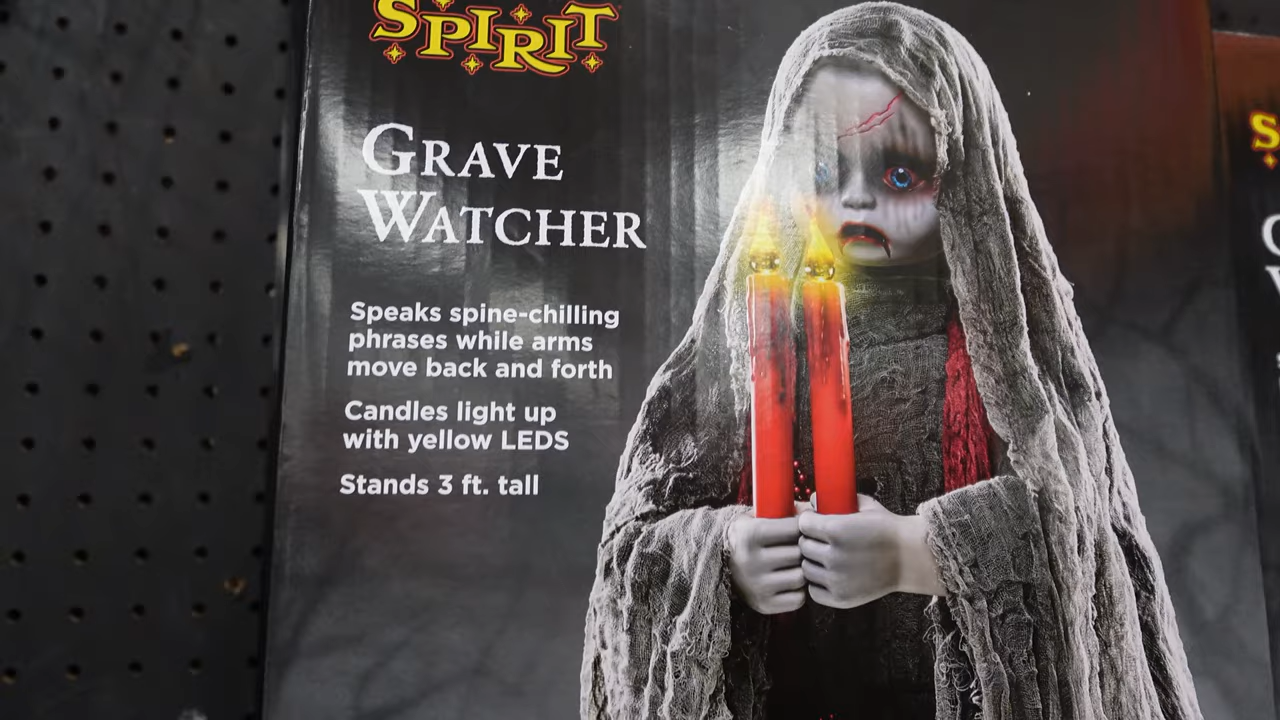 SPIRIT
GRAVE
WATCHER
Speaks spine-chilling
phrases while arms
move back and forth
Candles light up
with yellow LEDS
Stands 3 ft. tall